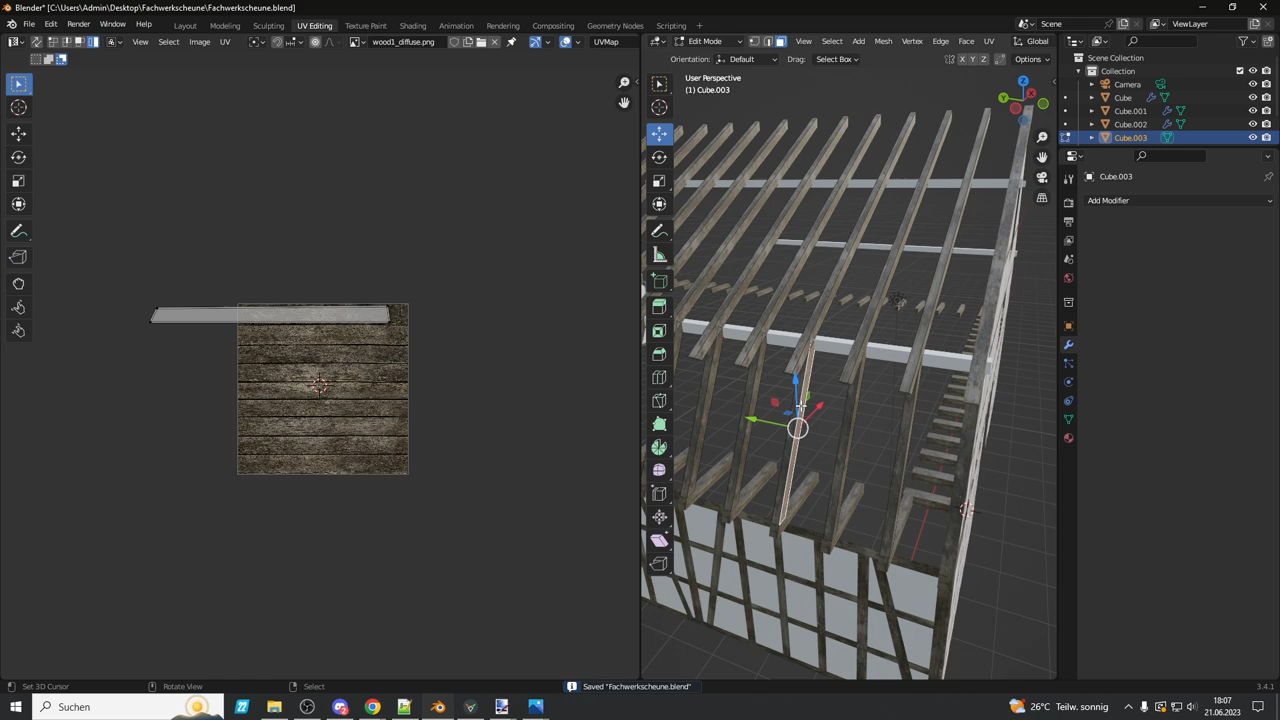 Blender* [C:\Users\Admin\Desktop\Fachwerkscheune\Fachwerkscheune.blend]
File Edit Render Window Help Layout Modeling Sculpting UV Editing Texture Paint Shading Animation Rendering Compositing Geometry Nodes Scripting + Scene ViewLayer
View Select Image UV wood1_diffuse.png UVMap Edit Mode View Select Add Mesh Vertex Edge Face UV Global
Orientation: Default Drag: Select Box X Y Z Options
Scene Collection
Collection
Camera
Cube
Cube.001
Cube.002
Cube.003
User Perspective
(1) Cube.003
Z
Y
X
Cube.003
Add Modifier
Set 3D Cursor Rotate View Select Saved "Fachwerkscheune.blend" 3.4.1
Suchen 26°C Teilw. sonnig 18:07
21.06.2023